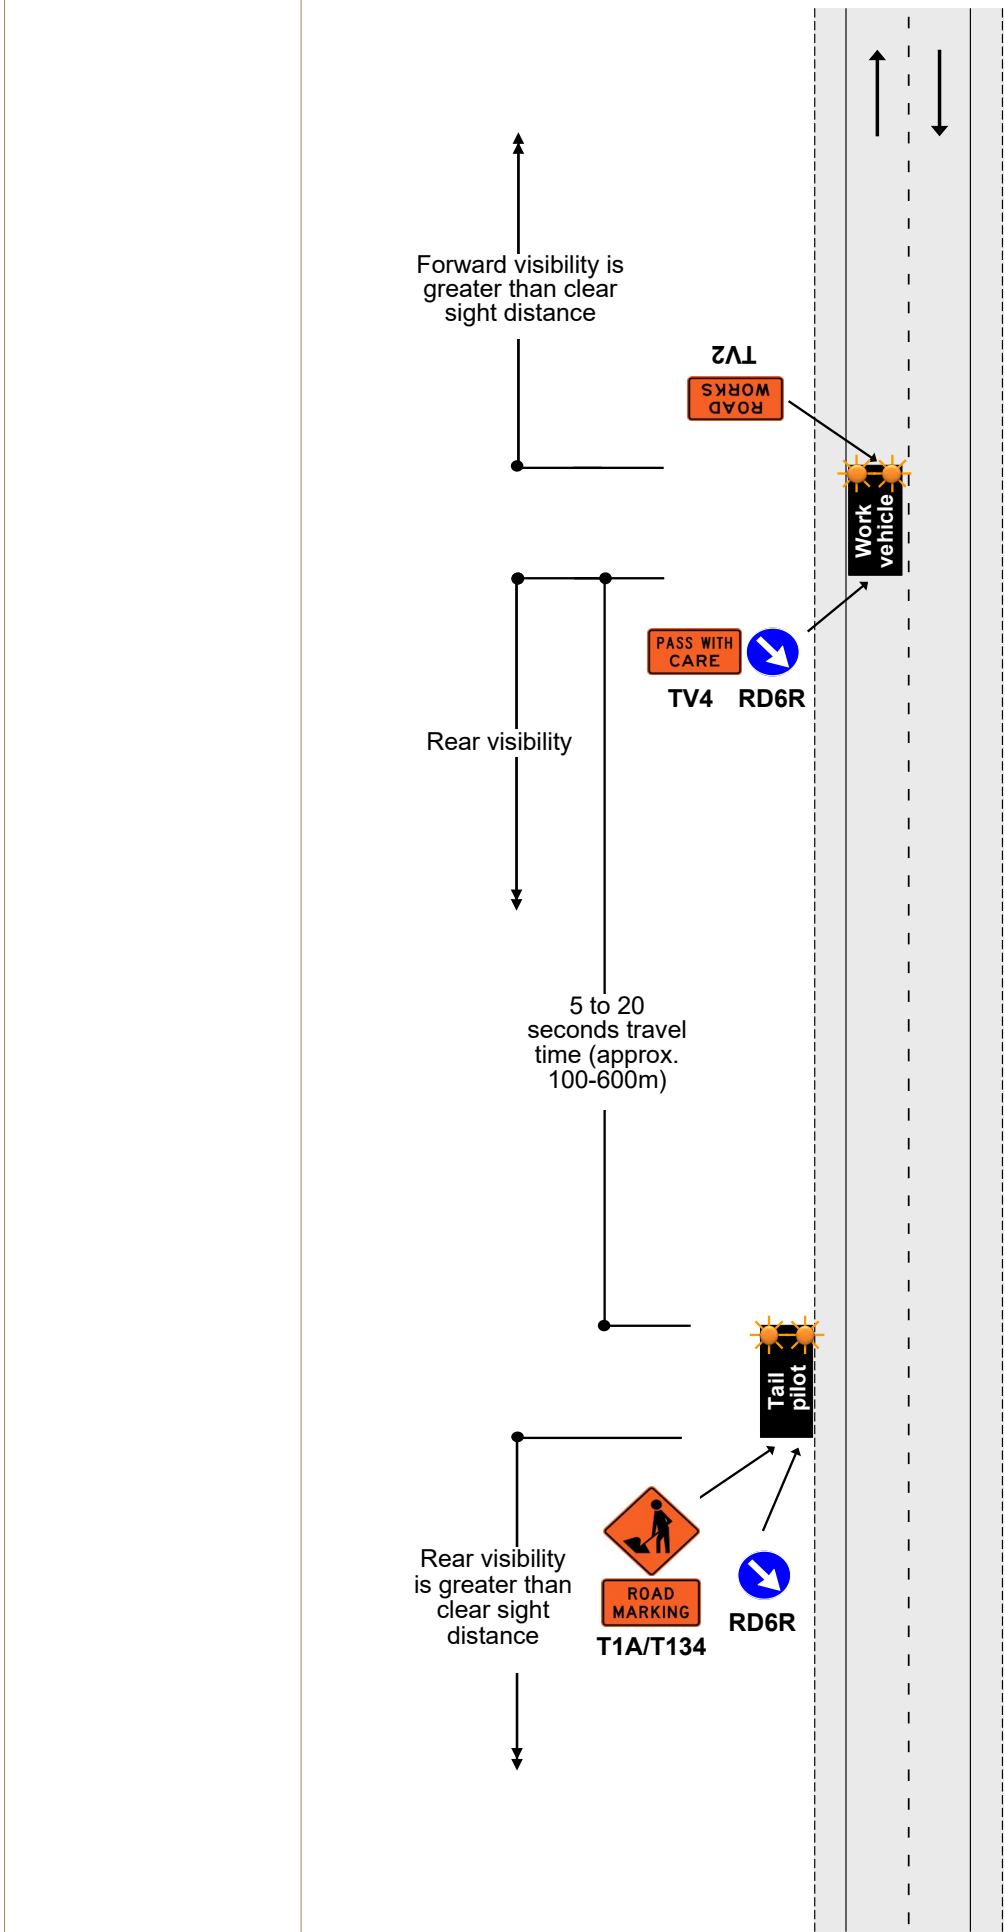 Forward visibility is
greater than clear
sight distance
TV2
ROAD
WORKS
Work
vehicle
PASS WITH
CARE
TV4 RD6R
Rear visibility
5 to 20
seconds travel
time (approx.
100-600m)
Tail
pilot
Rear visibility
is greater than
clear sight
distance
ROAD
MARKING
T1A/T134
RD6R